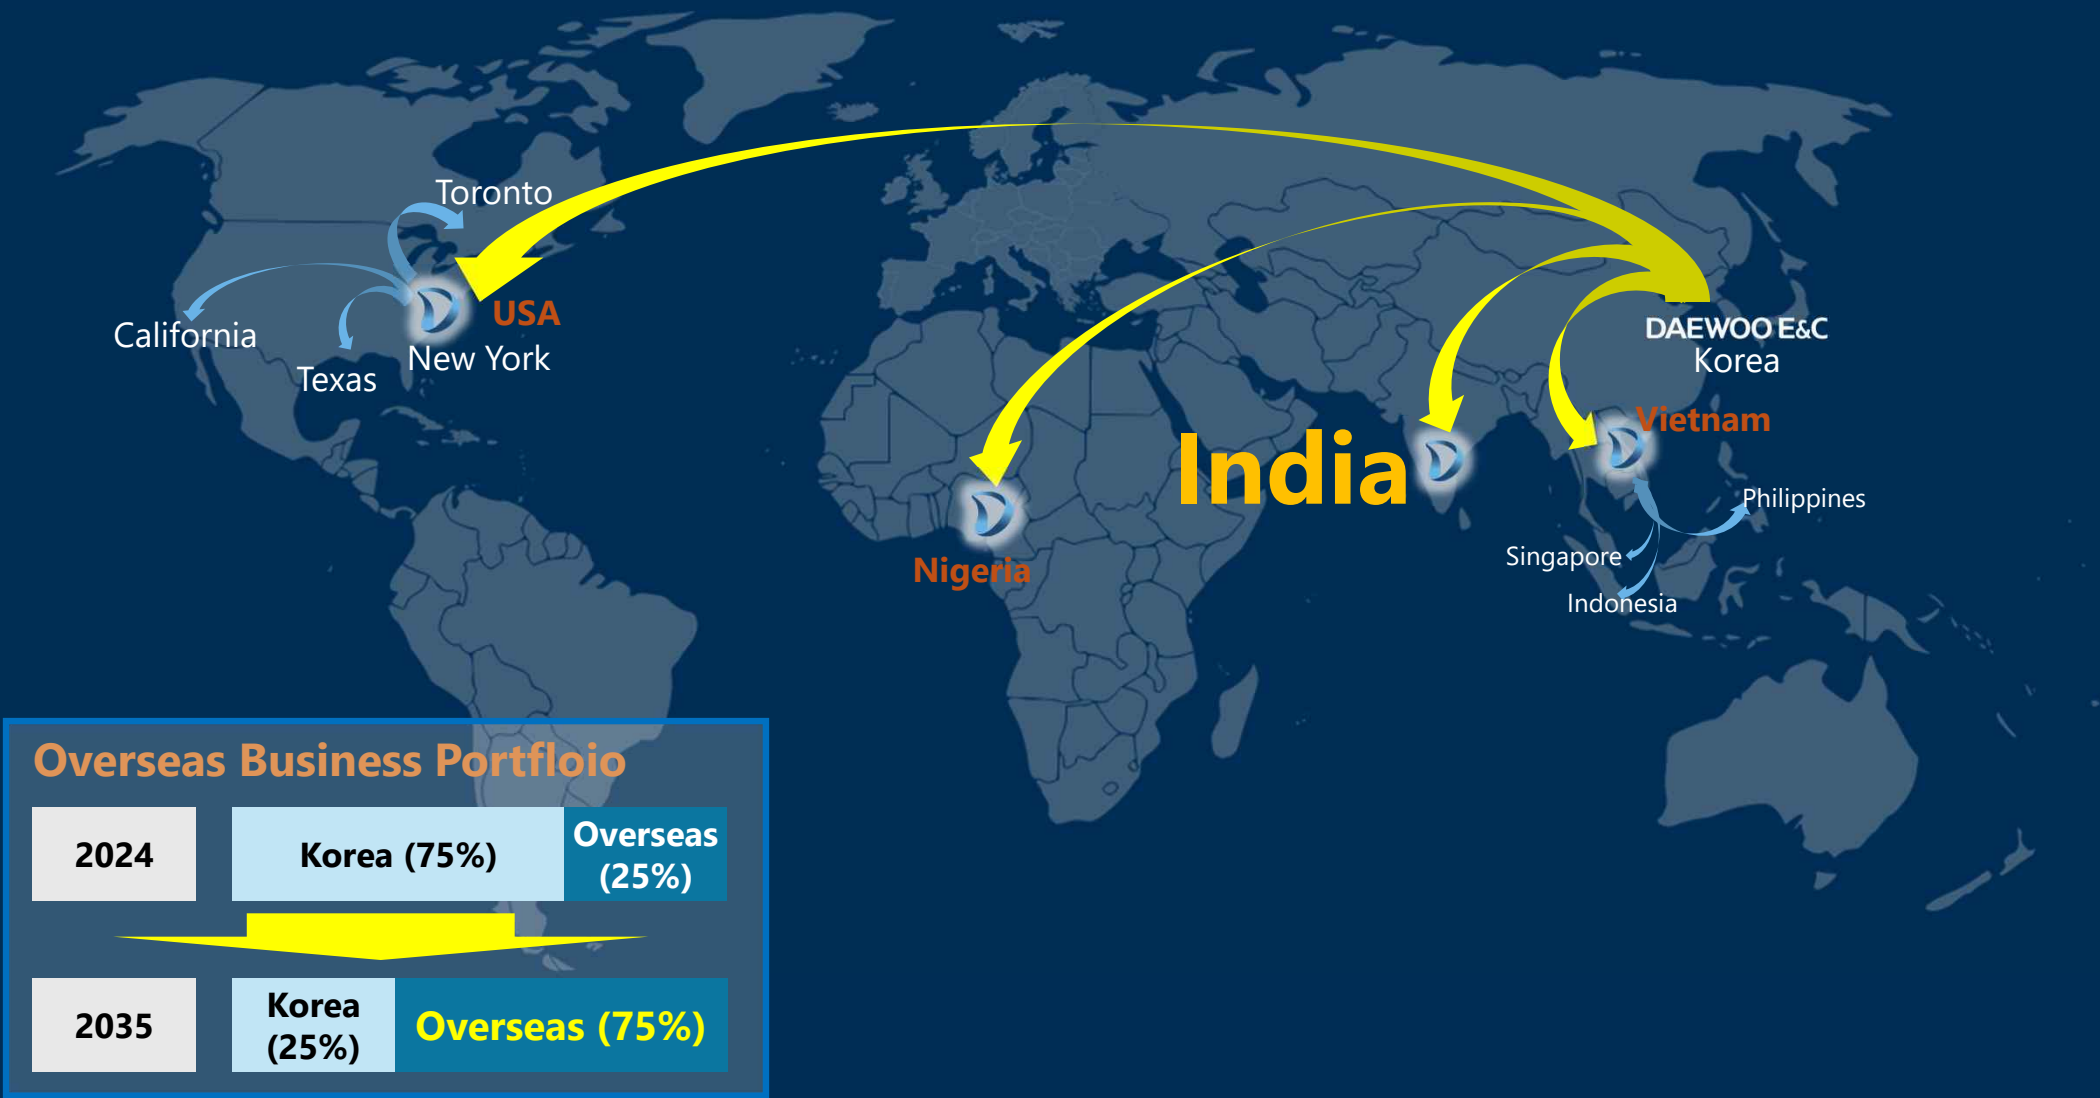 Toronto
California
Texas
USA
New York
DAEWOO E&C
Korea
Vietnam
India
Nigeria
Philippines
Singapore
Indonesia
Overseas Business Portfloio
2024
Korea (75%)
Overseas
(25%)
2035
Korea
(25%)
Overseas (75%)